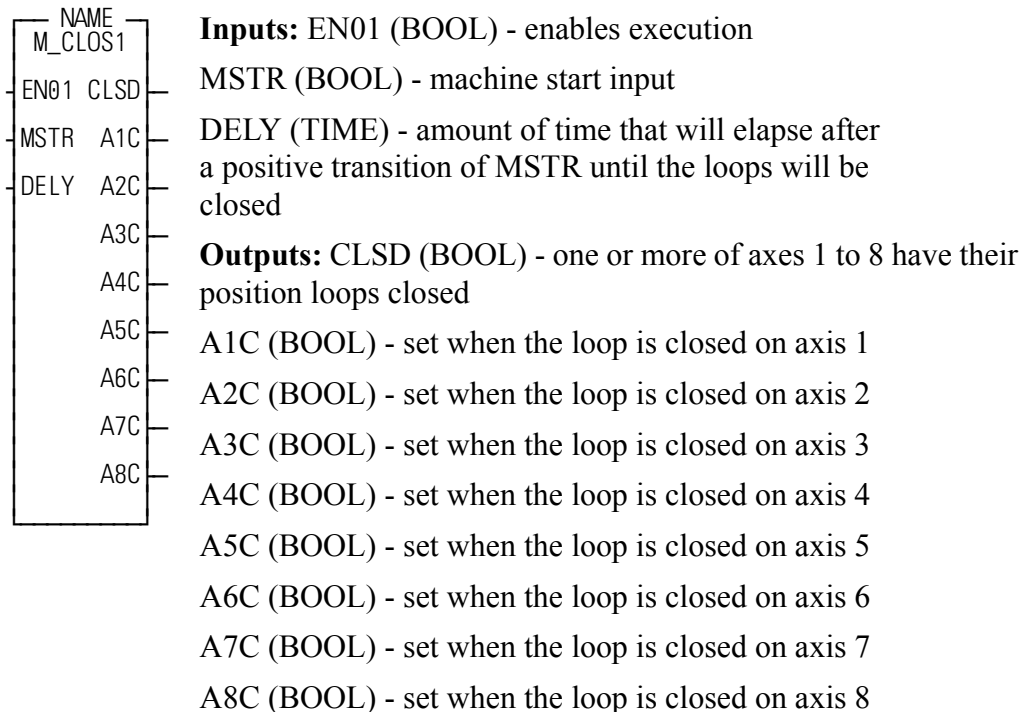 NAME
M_CLOS1
EN01 CLSD
MSTR A1C
DELY A2C
A3C
A4C
A5C
A6C
A7C
A8C
Inputs: EN01 (BOOL) - enables execution
MSTR (BOOL) - machine start input
DELY (TIME) - amount of time that will elapse after
a positive transition of MSTR until the loops will be
closed
Outputs: CLSD (BOOL) - one or more of axes 1 to 8 have their
position loops closed
A1C (BOOL) - set when the loop is closed on axis 1
A2C (BOOL) - set when the loop is closed on axis 2
A3C (BOOL) - set when the loop is closed on axis 3
A4C (BOOL) - set when the loop is closed on axis 4
A5C (BOOL) - set when the loop is closed on axis 5
A6C (BOOL) - set when the loop is closed on axis 6
A7C (BOOL) - set when the loop is closed on axis 7
A8C (BOOL) - set when the loop is closed on axis 8